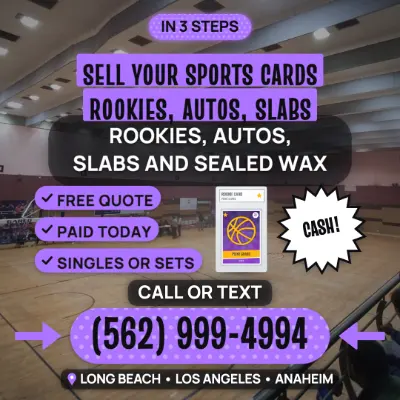 IN 3 STEPS
SELL YOUR SPORTS CARDS
ROOKIES, AUTOS, SLABS
ROOKIES, AUTOS,
SLABS AND SEALED WAX
FREE QUOTE
PAID TODAY
SINGLES OR SETS
CASH!
CALL OR TEXT
(562) 999-4994
LONG BEACH • LOS ANGELES • ANAHEIM